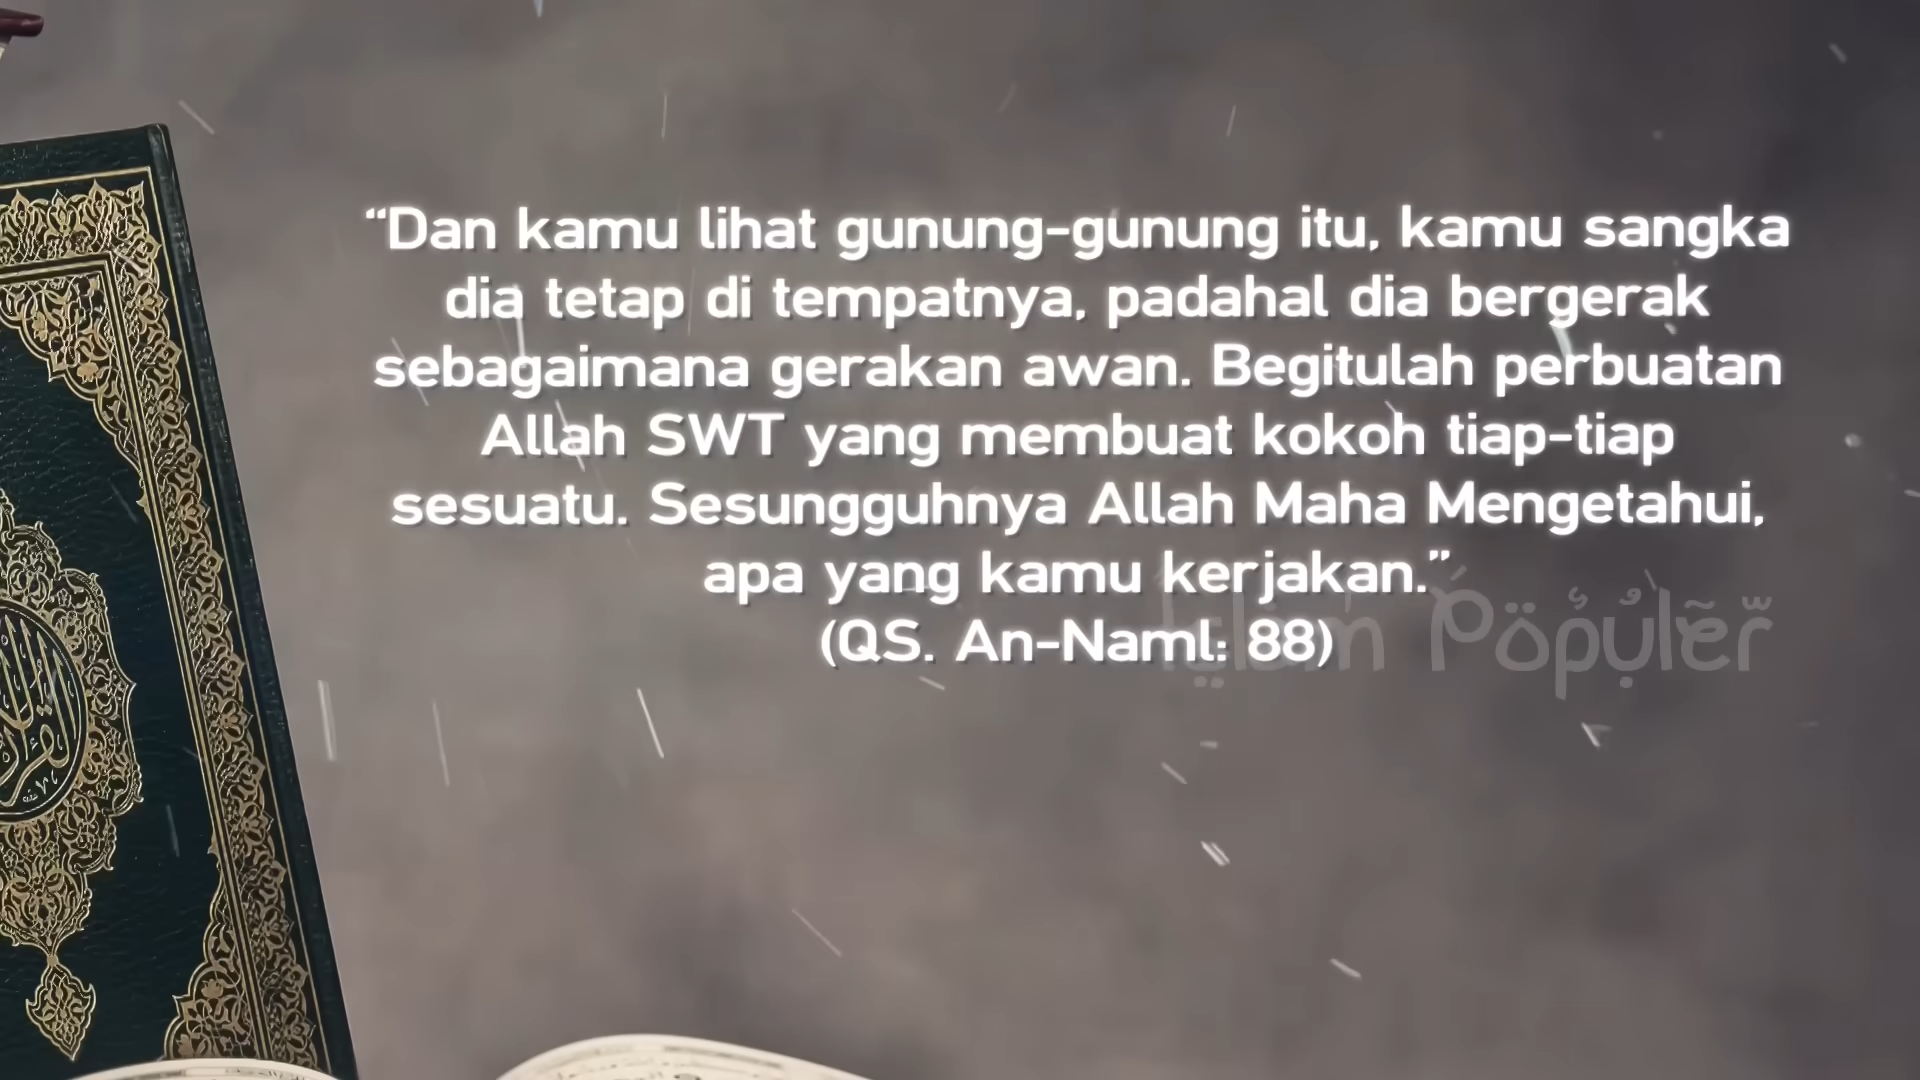 “Dan kamu lihat gunung-gunung itu, kamu sangka
dia tetap di tempatnya, padahal dia bergerak
sebagaimana gerakan awan. Begitulah perbuatan
Allah SWT yang membuat kokoh tiap-tiap
sesuatu. Sesungguhnya Allah Maha Mengetahui,
apa yang kamu kerjakan.”
(QS. An-Naml: 88)